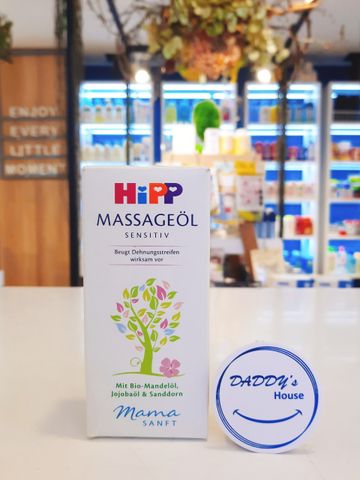 ENJOY
EVERY
LITTLE
MOMENT
HiPP
MASSAGEÖL
SENSITIV
Beugt Dehnungsstreifen
wirksam vor
Mit Bio-Mandelöl,
Jojobaöl & Sanddorn
Mama
SANFT
DADDY's
House